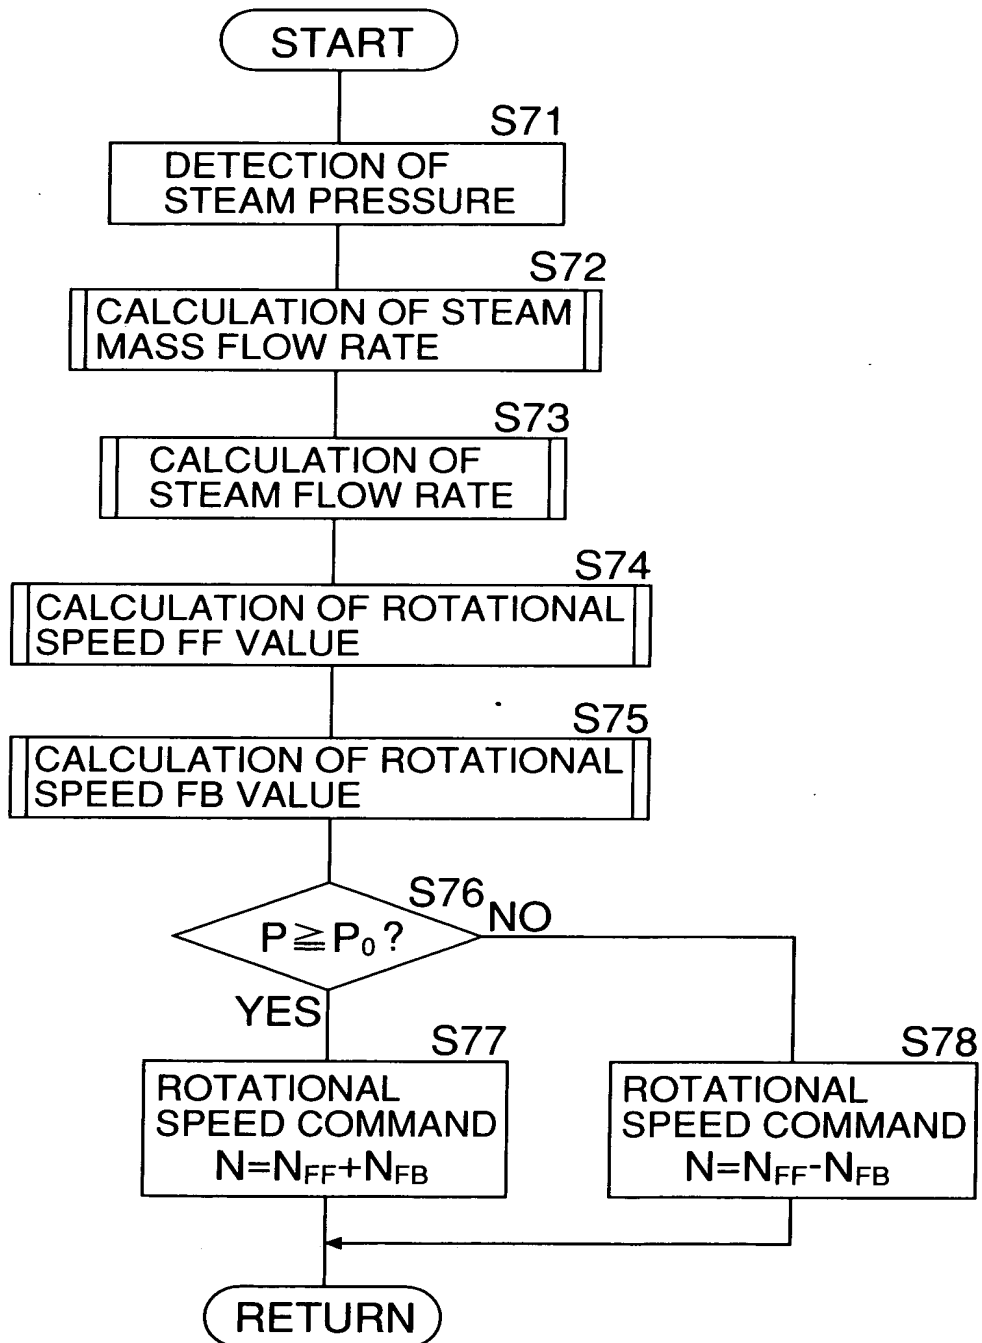 START
S71
DETECTION OF
STEAM PRESSURE
S72
CALCULATION OF STEAM
MASS FLOW RATE
S73
CALCULATION OF
STEAM FLOW RATE
S74
CALCULATION OF ROTATIONAL
SPEED FF VALUE
S75
CALCULATION OF ROTATIONAL
SPEED FB VALUE
S76
P ≧ P₀ ?
NO
YES
S77
ROTATIONAL
SPEED COMMAND
N=NFF+NFB
S78
ROTATIONAL
SPEED COMMAND
N=NFF-NFB
RETURN